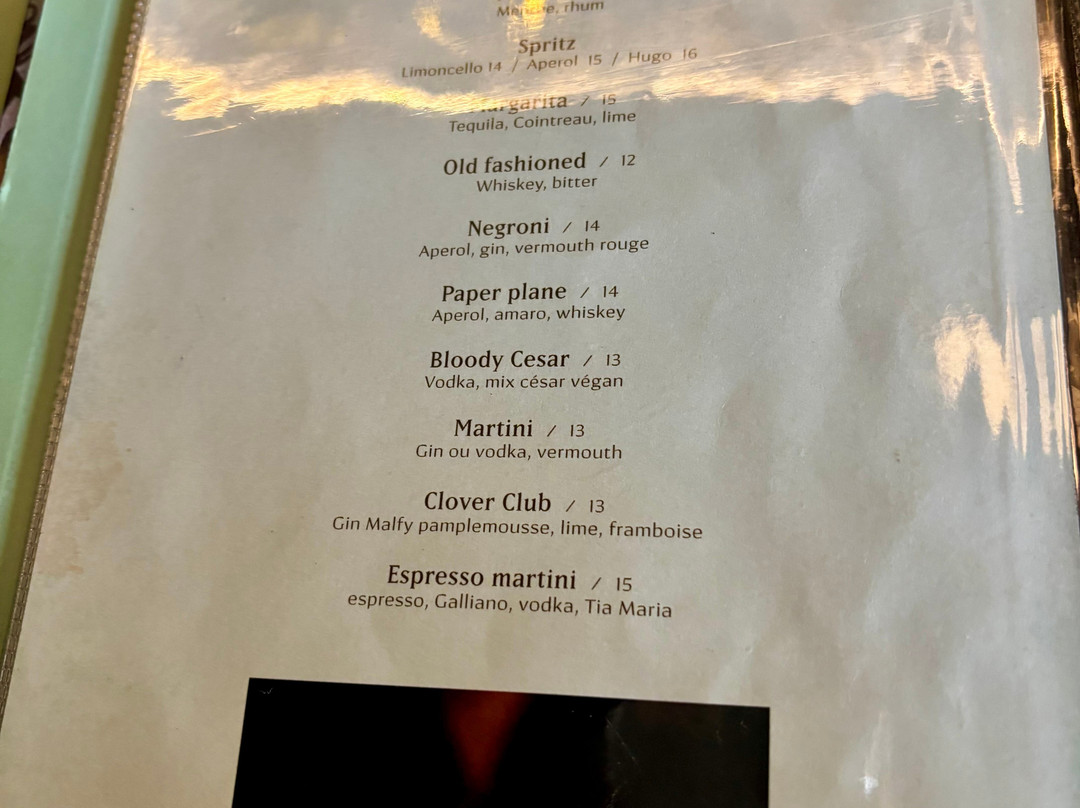 Menthe, rhum
Spritz
Limoncello 14 / Aperol 15 / Hugo 16
Margarita / 15
Tequila, Cointreau, lime
Old fashioned / 12
Whiskey, bitter
Negroni / 14
Aperol, gin, vermouth rouge
Paper plane / 14
Aperol, amaro, whiskey
Bloody Cesar / 13
Vodka, mix césar végan
Martini / 13
Gin ou vodka, vermouth
Clover Club / 13
Gin Malfy pamplemousse, lime, framboise
Espresso martini / 15
espresso, Galliano, vodka, Tia Maria